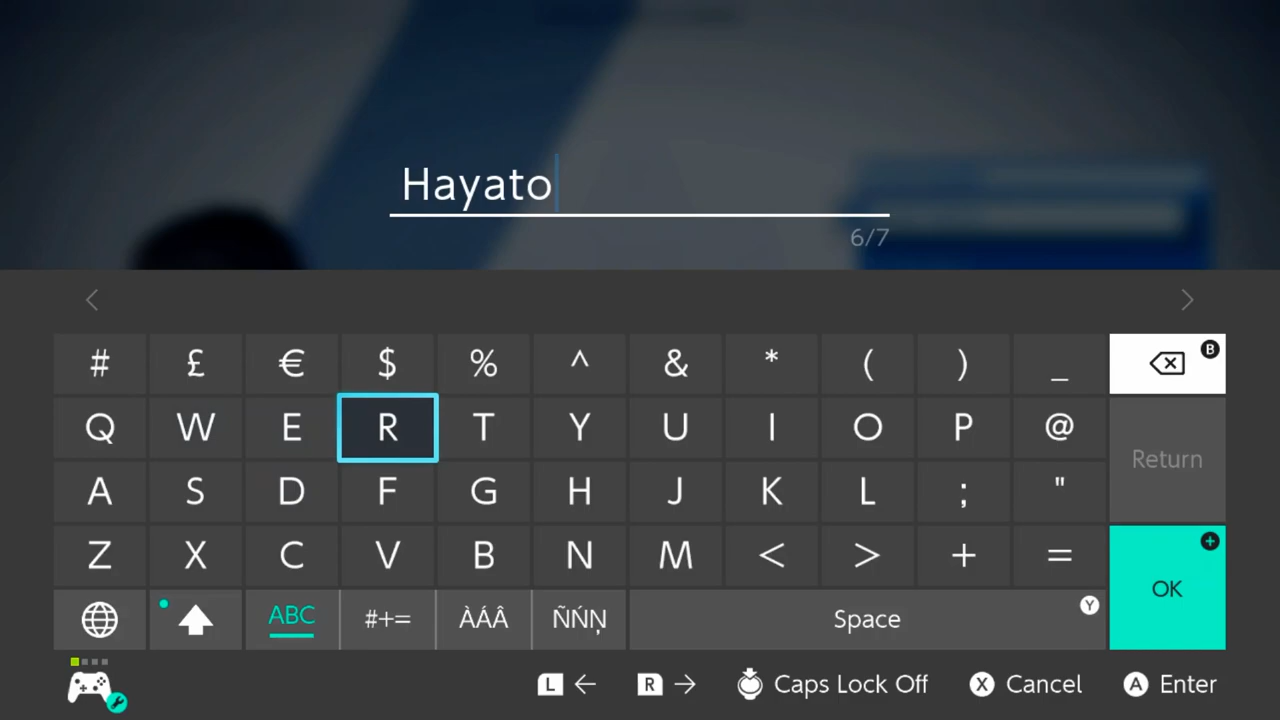 Hayato
6/7
# £ € $ % ^ & * ( ) _ B
Q W E R T Y U I O P @ Return
A S D F G H J K L ; "
Z X C V B N M < > + = OK
ABC #+= ÀÁÂ ÑŃŅ Space Y
L ← R → Caps Lock Off X Cancel A Enter